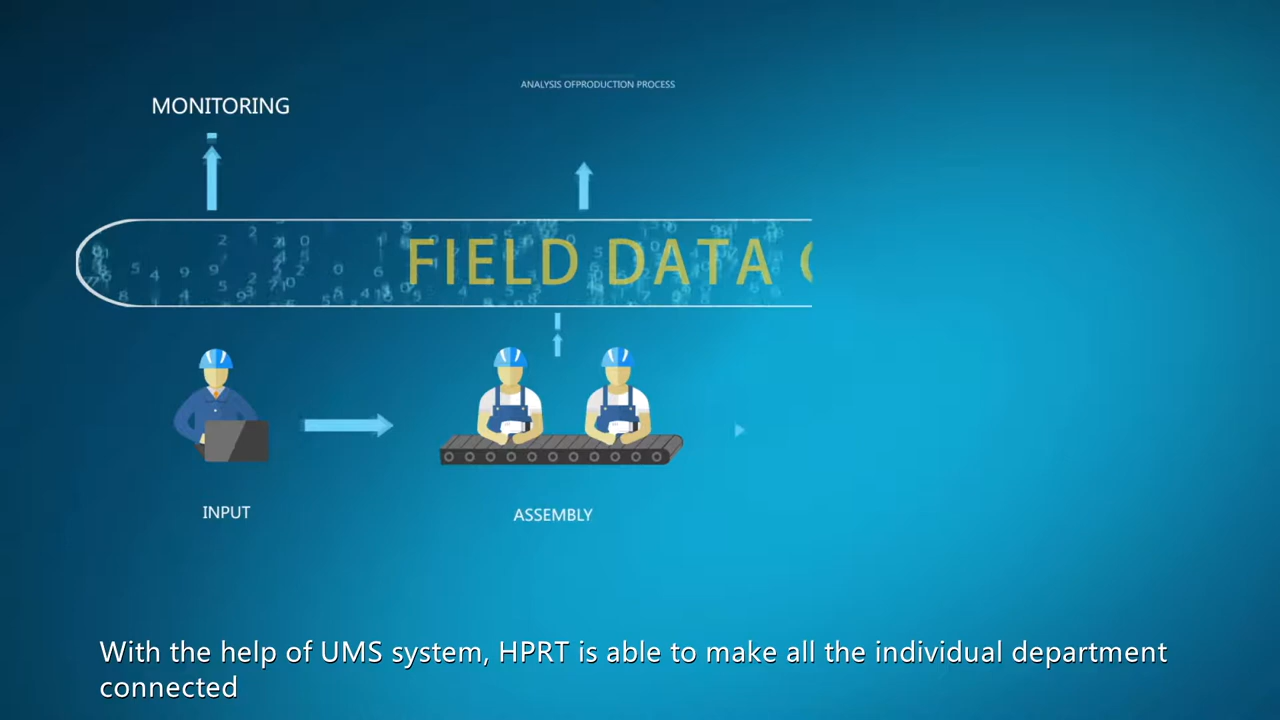 ANALYSIS OFPRODUCTION PROCESS
MONITORING
FIELD DATA
INPUT
ASSEMBLY
With the help of UMS system, HPRT is able to make all the individual department
connected